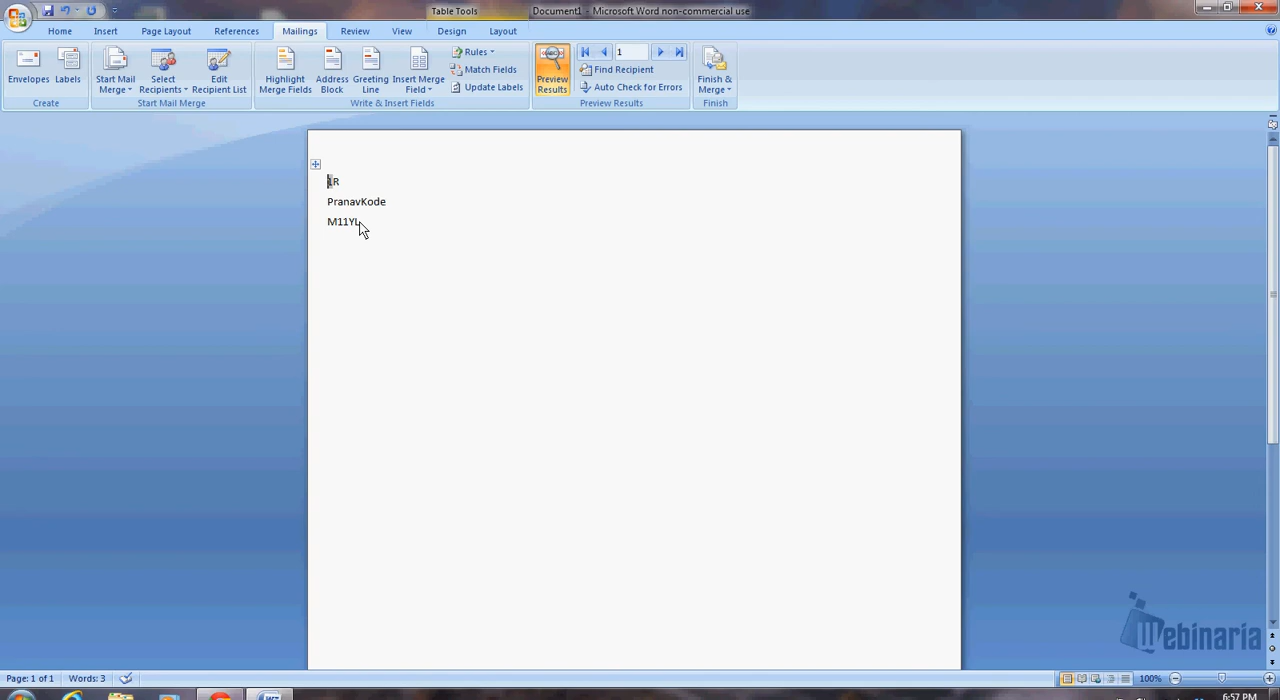 Table Tools
Document1 - Microsoft Word non-commercial use
Home Insert Page Layout References Mailings Review View Design Layout
Envelopes
Labels
Create
Start Mail Merge
Select Recipients
Edit Recipient List
Start Mail Merge
Highlight Merge Fields
Address Block
Greeting Line
Insert Merge Field
Rules
Match Fields
Update Labels
Write & Insert Fields
ABC
Preview Results
1
Find Recipient
Auto Check for Errors
Preview Results
Finish & Merge
Finish
1R
PranavKode
M11YL
Webinaria
Page: 1 of 1 Words: 3
100%
6:57 PM